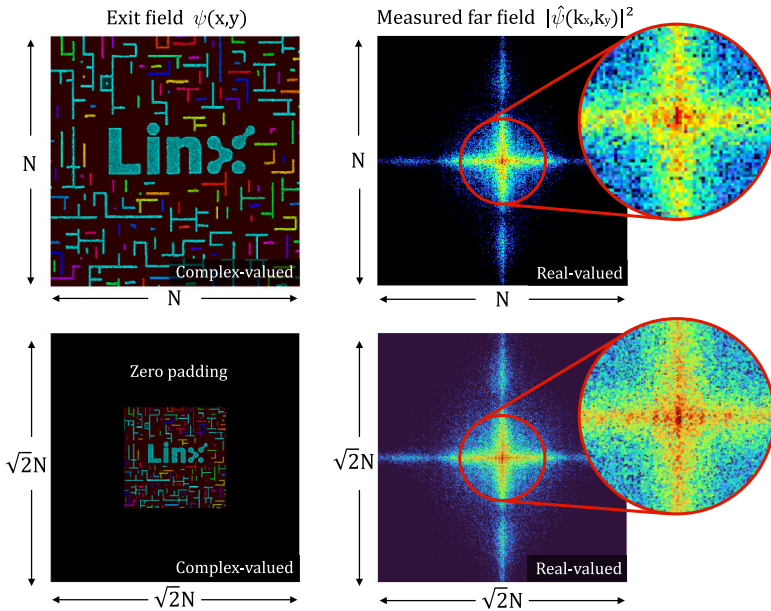 Exit field ψ(x,y)
Measured far field |ψ̂(kₓ,kᵧ)|²
N
Linx
Complex-valued
N
N
Real-valued
N
√2N
Zero padding
Linx
Complex-valued
√2N
√2N
Real-valued
√2N